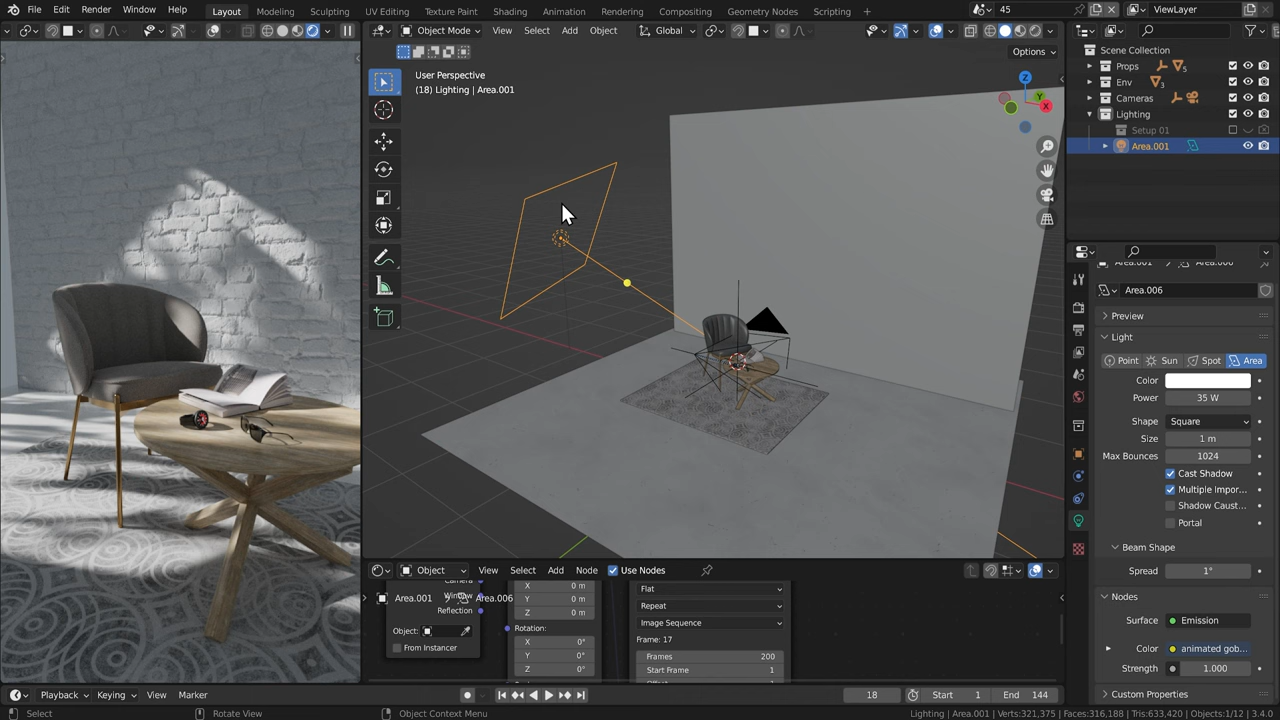 File Edit Render Window Help
Layout Modeling Sculpting UV Editing Texture Paint Shading Animation Rendering Compositing Geometry Nodes Scripting +
45
ViewLayer
Object Mode View Select Add Object Global
Options
User Perspective
(18) Lighting | Area.001
Z
Y
X
Scene Collection
Props 5
Env 3
Cameras
Lighting
Setup 01
Area.001
Area.006
Preview
Light
Point Sun Spot Area
Color
Power 35 W
Shape Square
Size 1 m
Max Bounces 1024
Cast Shadow
Multiple Impor...
Shadow Caust...
Portal
Beam Shape
Spread 1°
Nodes
Surface Emission
Color animated gob...
Strength 1.000
Custom Properties
Object View Select Add Node Use Nodes
Camera
Window
Reflection
Area.001 Area.006
Object:
From Instancer
X 0 m
Y 0 m
Z 0 m
Rotation:
X 0°
Y 0°
Z 0°
Flat
Repeat
Image Sequence
Frame: 17
Frames 200
Start Frame 1
Playback Keying View Marker
18 Start 1 End 144
Select Rotate View Object Context Menu
Lighting | Area.001 | Verts:321,375 | Faces:316,188 | Tris:633,420 | Objects:1/12 | 3.4.0